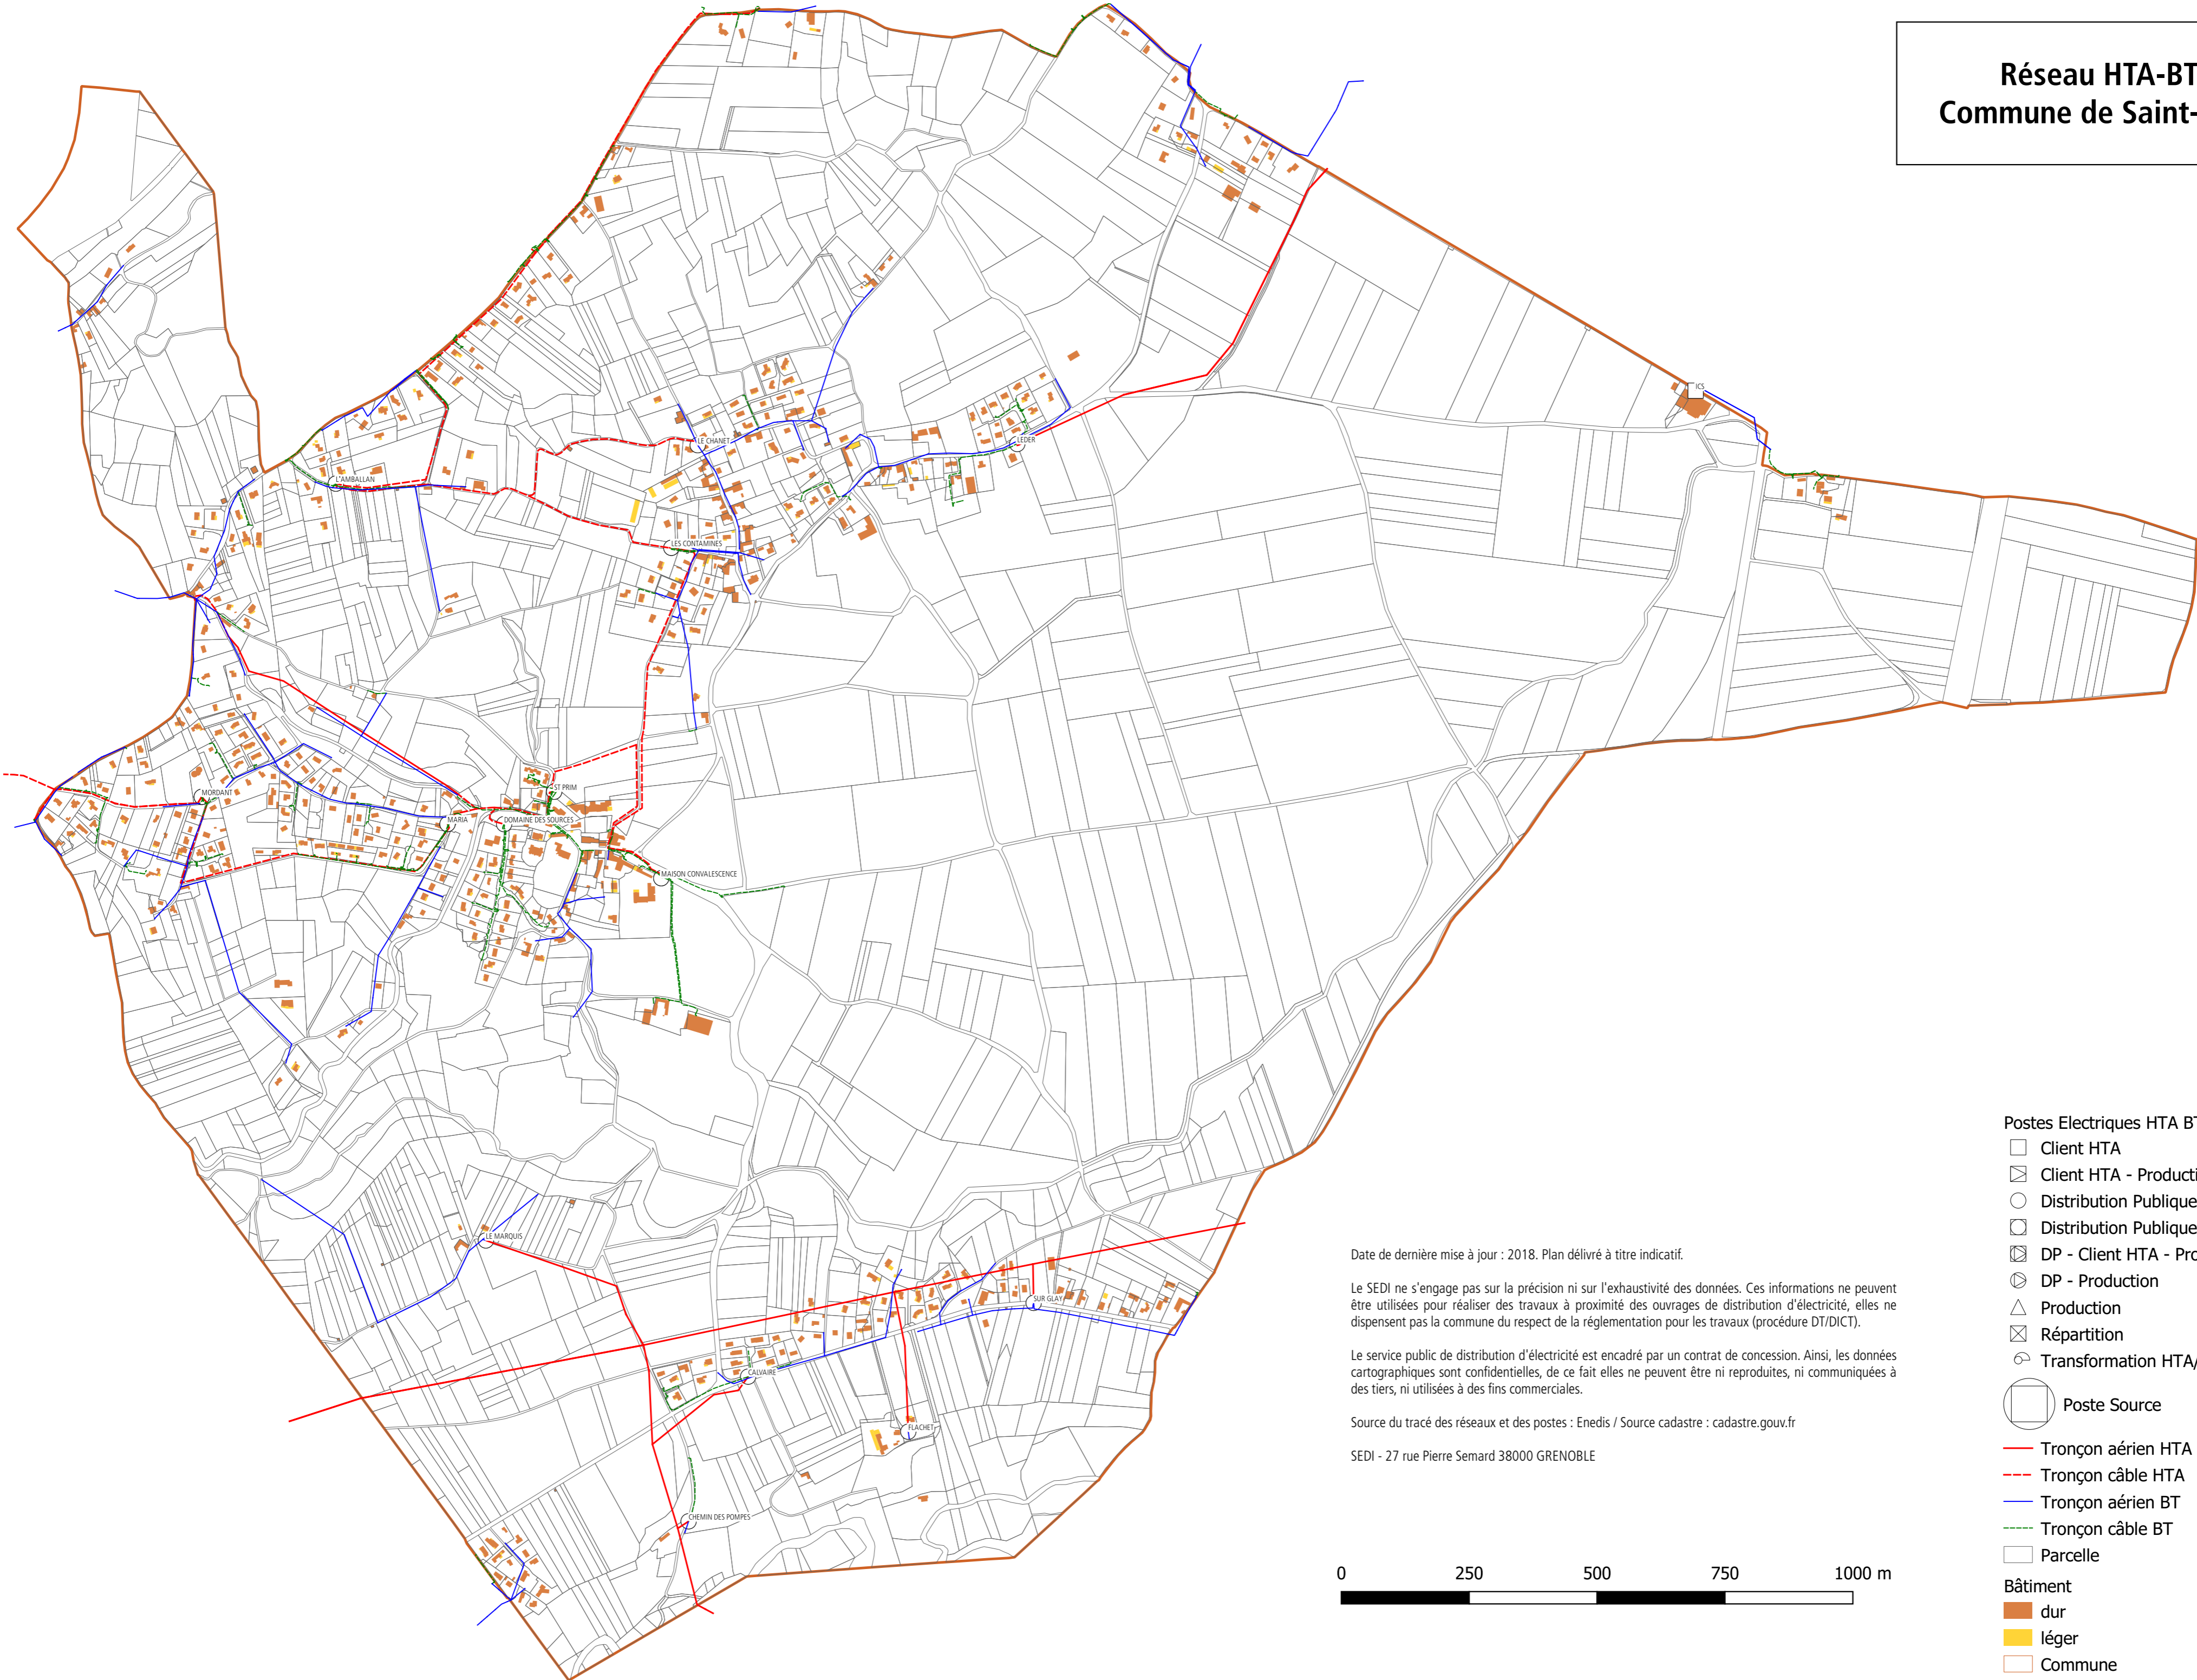 Réseau HTA-BT
Commune de Saint-
ICS
LE CHANET
LEDER
L'AMBALLAN
LES CONTAMINES
ST PRIM
MORDANT
MARIA
DOMAINE DES SOURCES
MAISON CONVALESCENCE
LE MARQUIS
SUR GLAY
CALVAIRE
FLACHET
CHEMIN DES POMPES
Date de dernière mise à jour : 2018. Plan délivré à titre indicatif.
Le SEDI ne s'engage pas sur la précision ni sur l'exhaustivité des données. Ces informations ne peuvent
être utilisées pour réaliser des travaux à proximité des ouvrages de distribution d'électricité, elles ne
dispensent pas la commune du respect de la réglementation pour les travaux (procédure DT/DICT).
Le service public de distribution d'électricité est encadré par un contrat de concession. Ainsi, les données
cartographiques sont confidentielles, de ce fait elles ne peuvent être ni reproduites, ni communiquées à
des tiers, ni utilisées à des fins commerciales.
Source du tracé des réseaux et des postes : Enedis / Source cadastre : cadastre.gouv.fr
SEDI - 27 rue Pierre Semard 38000 GRENOBLE
0 250 500 750 1000 m
Postes Electriques HTA BT
Client HTA
Client HTA - Producti
Distribution Publique
Distribution Publique
DP - Client HTA - Pro
DP - Production
Production
Répartition
Transformation HTA/
Poste Source
Tronçon aérien HTA
Tronçon câble HTA
Tronçon aérien BT
Tronçon câble BT
Parcelle
Bâtiment
dur
léger
Commune